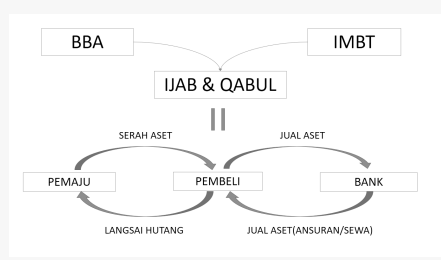 BBA
IMBT
IJAB & QABUL
SERAH ASET
JUAL ASET
PEMAJU
PEMBELI
BANK
LANGSAI HUTANG
JUAL ASET(ANSURAN/SEWA)